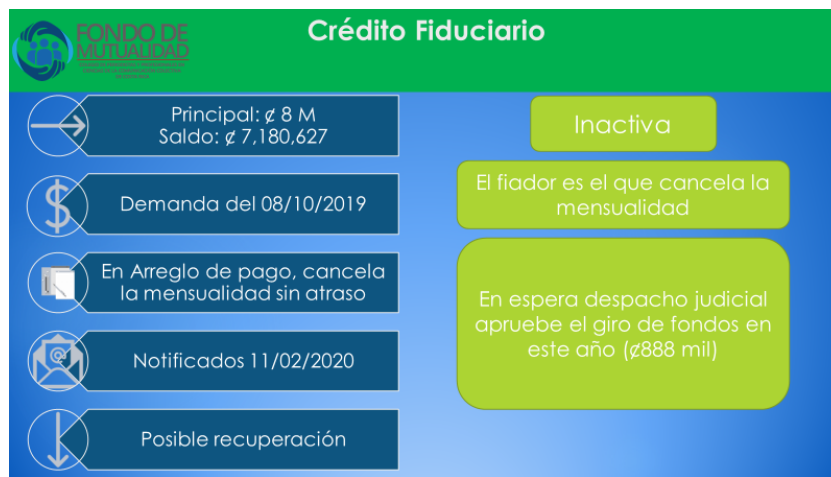 Crédito Fiduciario
FONDO DE
MUTUALIDAD
Principal: ₡ 8 M
Saldo: ₡ 7,180,627
Demanda del 08/10/2019
En Arreglo de pago, cancela
la mensualidad sin atraso
Notificados 11/02/2020
Posible recuperación
Inactiva
El fiador es el que cancela la
mensualidad
En espera despacho judicial
apruebe el giro de fondos en
este año (₡888 mil)